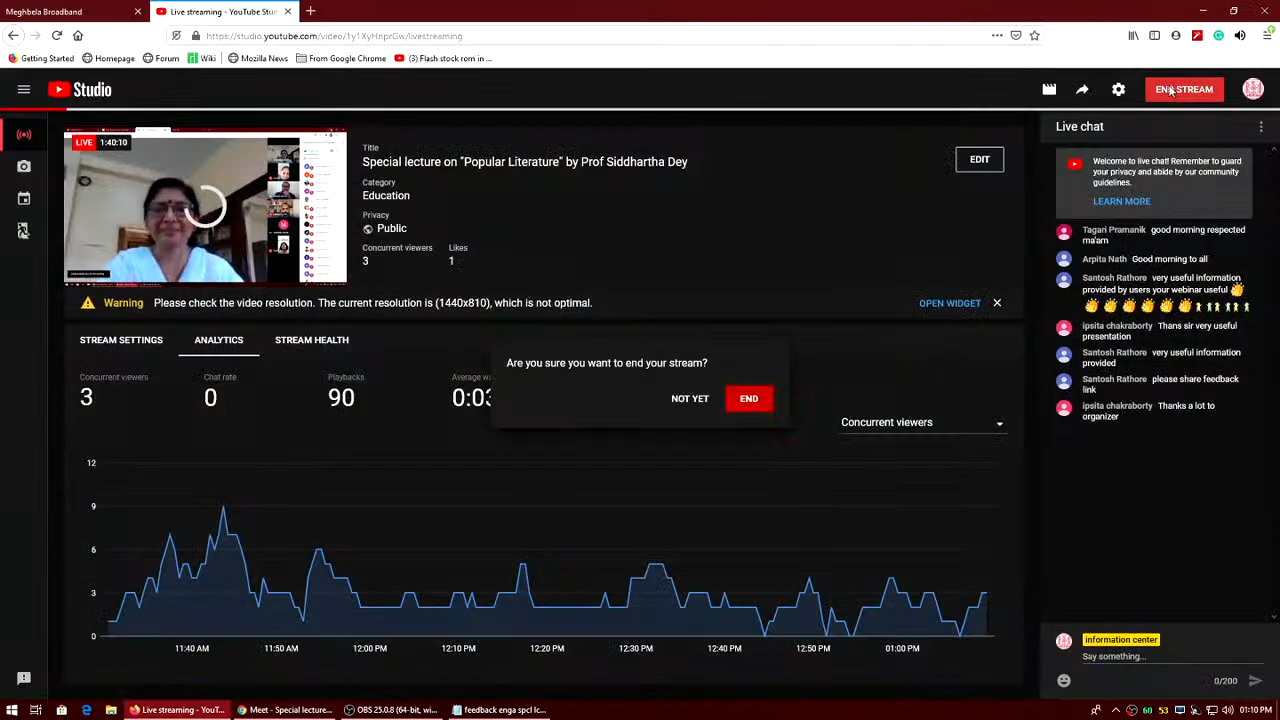 Meghbela Broadband
Live streaming - YouTube Stud
https://studio.youtube.com/video/1y1XyHnprGw/livestreaming
Getting Started Homepage Forum Wiki Mozilla News From Google Chrome (3) Flash stock rom in ...
Studio
END STREAM
LIVE 1:40:10
Title
Special lecture on "Popular Literature" by Prof Siddhartha Dey
EDIT
Category
Education
Privacy
Public
Concurrent viewers Likes
3 1
Warning Please check the video resolution. The current resolution is (1440x810), which is not optimal.
OPEN WIDGET
STREAM SETTINGS ANALYTICS STREAM HEALTH
Concurrent viewers Chat rate Playbacks Average w
3 0 90 0:03
Are you sure you want to end your stream?
NOT YET END
Concurrent viewers
12
9
6
3
0
11:40 AM 11:50 AM 12:00 PM 12:10 PM 12:20 PM 12:30 PM 12:40 PM 12:50 PM 01:00 PM
Live chat
Welcome to live chat! Remember to guard
your privacy and abide by our community
guidelines.
LEARN MORE
Tagari Pramanik good morning respected
ma'am
Arpita Nath Good morning to all
Santosh Rathore very useful information
provided by users your webinar useful
ipsita chakraborty Thans sir very useful
presentation
Santosh Rathore very useful information
provided
Santosh Rathore please share feedback
link
ipsita chakraborty Thanks a lot to
organizer
information center
Say something...
0/200
Live streaming - YouT... Meet - Special lecture... OBS 25.0.8 (64-bit, wi... feedback enga spcl lc... 60 53 01:10 PM